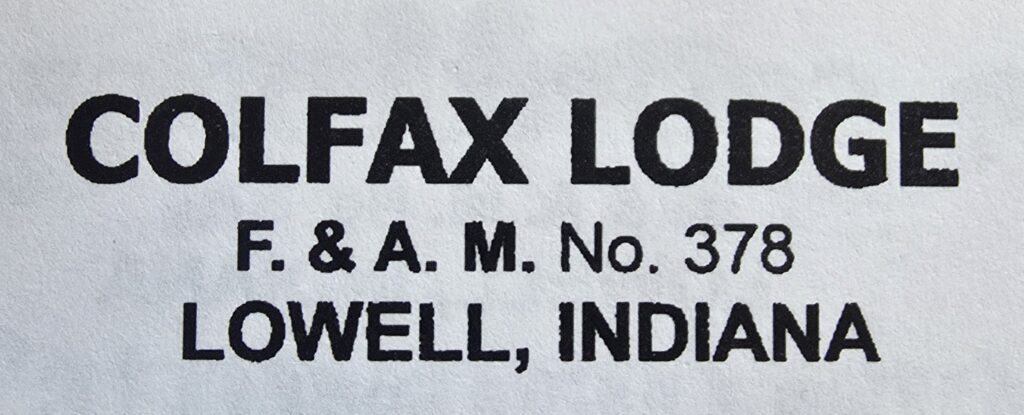 COLFAX LODGE
F. & A. M. No. 378
LOWELL, INDIANA